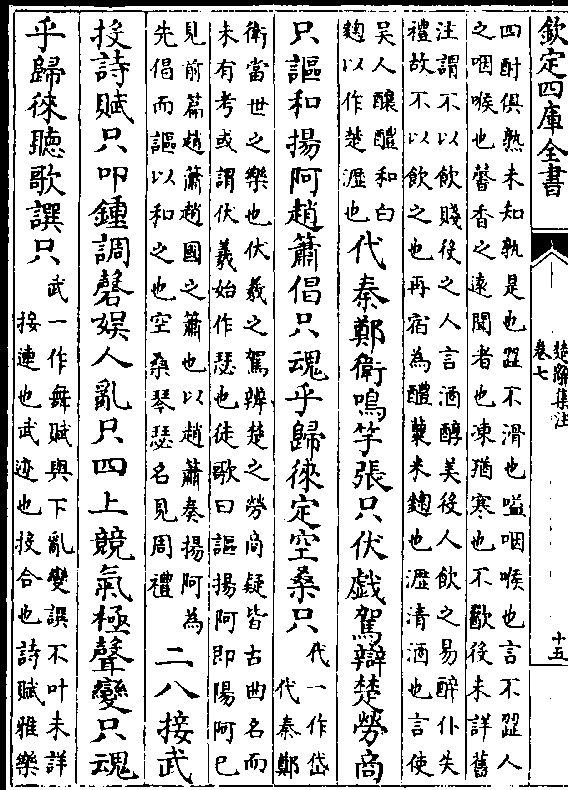 欽定四庫全書
楚辭集注
卷七
十五
四酎俱熟未知孰是也歰不滑也嗌咽喉也言不歰人
之咽喉也馨香之逺聞者也凍猶寒也不歠役未詳舊
注謂不以飲賤役之人言酒醇美役人飲之易醉仆失
禮故不以飲之也再宿為醴蘖米麴也瀝清酒也言使
吳人釀醴和白
麴以作楚瀝也
代秦鄭衛鳴竽張只伏戲駕辯楚勞商
只謳和揚阿趙簫倡只魂乎歸徠定空桑只
代一作岱
代秦鄭
衛當世之樂也伏羲之駕辨楚之勞商疑皆古曲名而
未有考或謂伏羲始作瑟也徒歌曰謳揚阿即陽阿已
見前篇趙簫趙國之簫也以趙簫奏揚阿為
先倡而謳以和之也空桑琴瑟名見周禮
二八接武
投詩賦只叩鍾調磬娛人亂只四上競氣極聲變只魂
乎歸徠聽歌譔只
武一作舞賦與下亂變譔不叶未詳
接連也武迹也投合也詩賦雅樂